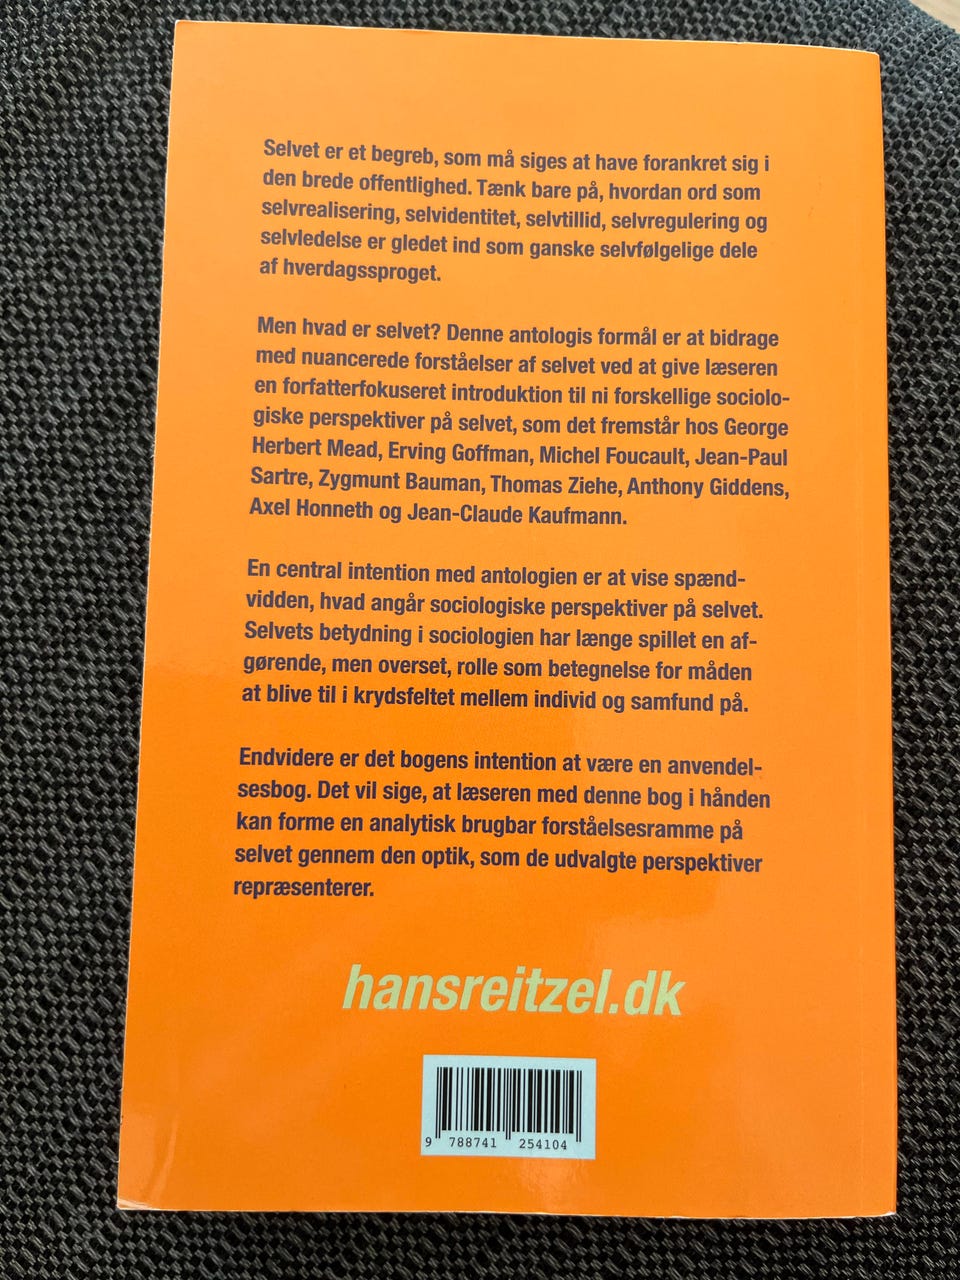 Selvet er et begreb, som må siges at have forankret sig i
den brede offentlighed. Tænk bare på, hvordan ord som
selvrealisering, selvidentitet, selvtillid, selvregulering og
selvledelse er gledet ind som ganske selvfølgelige dele
af hverdagssproget.
Men hvad er selvet? Denne antologis formål er at bidrage
med nuancerede forståelser af selvet ved at give læseren
en forfatterfokuseret introduktion til ni forskellige sociolo-
giske perspektiver på selvet, som det fremstår hos George
Herbert Mead, Erving Goffman, Michel Foucault, Jean-Paul
Sartre, Zygmunt Bauman, Thomas Ziehe, Anthony Giddens,
Axel Honneth og Jean-Claude Kaufmann.
En central intention med antologien er at vise spænd-
vidden, hvad angår sociologiske perspektiver på selvet.
Selvets betydning i sociologien har længe spillet en af-
gørende, men overset, rolle som betegnelse for måden
at blive til i krydsfeltet mellem individ og samfund på.
Endvidere er det bogens intention at være en anvendel-
sesbog. Det vil sige, at læseren med denne bog i hånden
kan forme en analytisk brugbar forståelsesramme på
selvet gennem den optik, som de udvalgte perspektiver
repræsenterer.
hansreitzel.dk
9 788741 254104